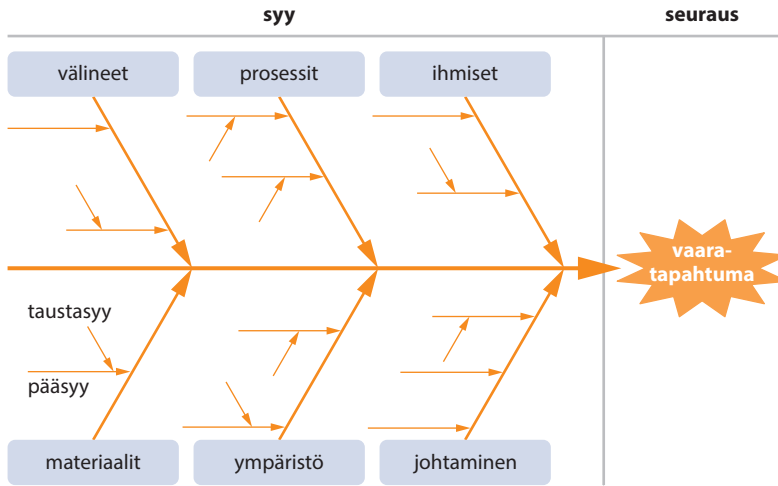 syy
seuraus
välineet
prosessit
ihmiset
vaara-
tapahtuma
taustasyy
pääsyy
materiaalit
ympäristö
johtaminen